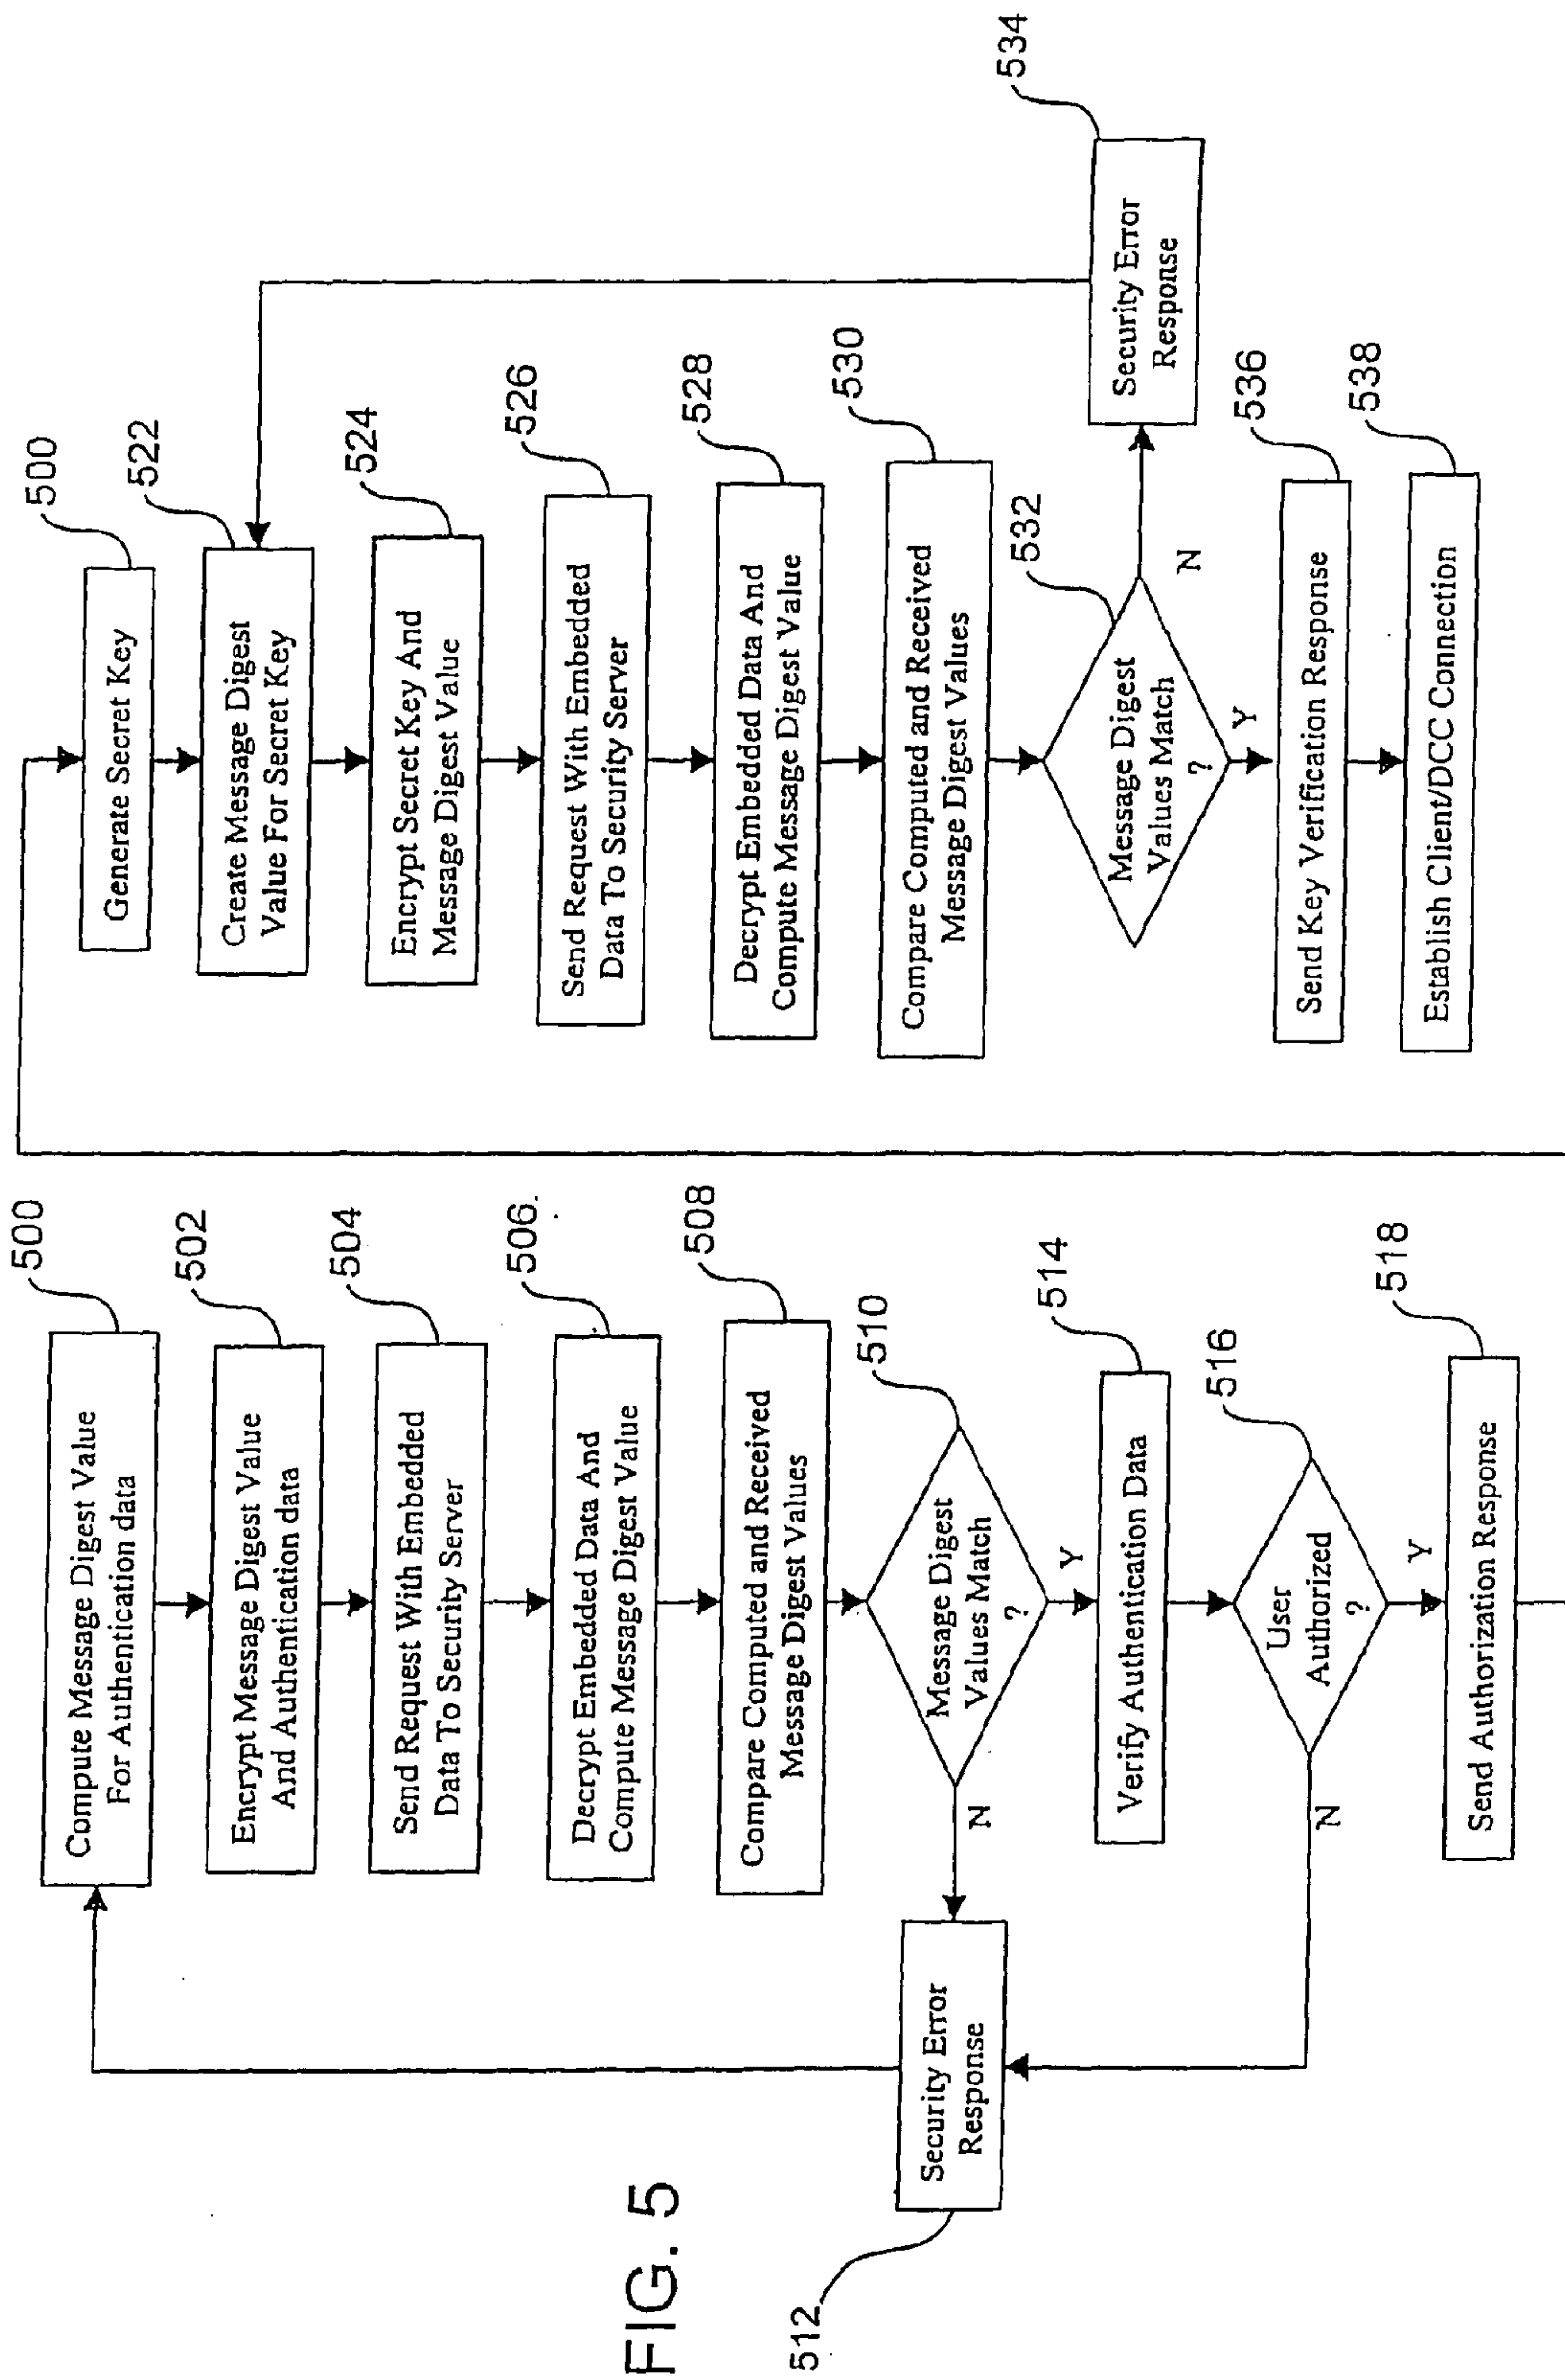 FIG. 5
500
Compute Message Digest Value
For Authentication data
502
Encrypt Message Digest Value
And Authentication data
504
Send Request With Embedded
Data To Security Server
506
Decrypt Embedded Data And
Compute Message Digest Value
508
Compare Computed and Received
Message Digest Values
510
Message Digest
Values Match
?
N
Y
512
Security Error
Response
514
Verify Authentication Data
516
User
Authorized
?
N
Y
518
Send Authorization Response
500
Generate Secret Key
522
Create Message Digest
Value For Secret Key
524
Encrypt Secret Key And
Message Digest Value
526
Send Request With Embedded
Data To Security Server
528
Decrypt Embedded Data And
Compute Message Digest Value
530
Compare Computed and Received
Message Digest Values
532
Message Digest
Values Match
?
N
Y
534
Security Error
Response
536
Send Key Verification Response
538
Establish Client/DCC Connection